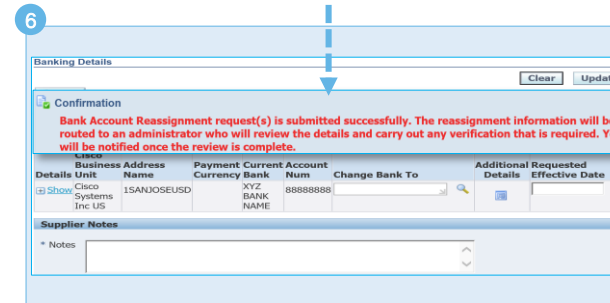 6
Banking Details
Clear Updat
Confirmation
Bank Account Reassignment request(s) is submitted successfully. The reassignment information will be
routed to an administrator who will review the details and carry out any verification that is required. Y
will be notified once the review is complete.
Cisco
Business Address Payment Current Account Additional Requested
Details Unit Name Currency Bank Num Change Bank To Details Effective Date
Show Cisco Systems Inc US 1SANJOSEUSD XYZ BANK NAME 88888888
Supplier Notes
* Notes